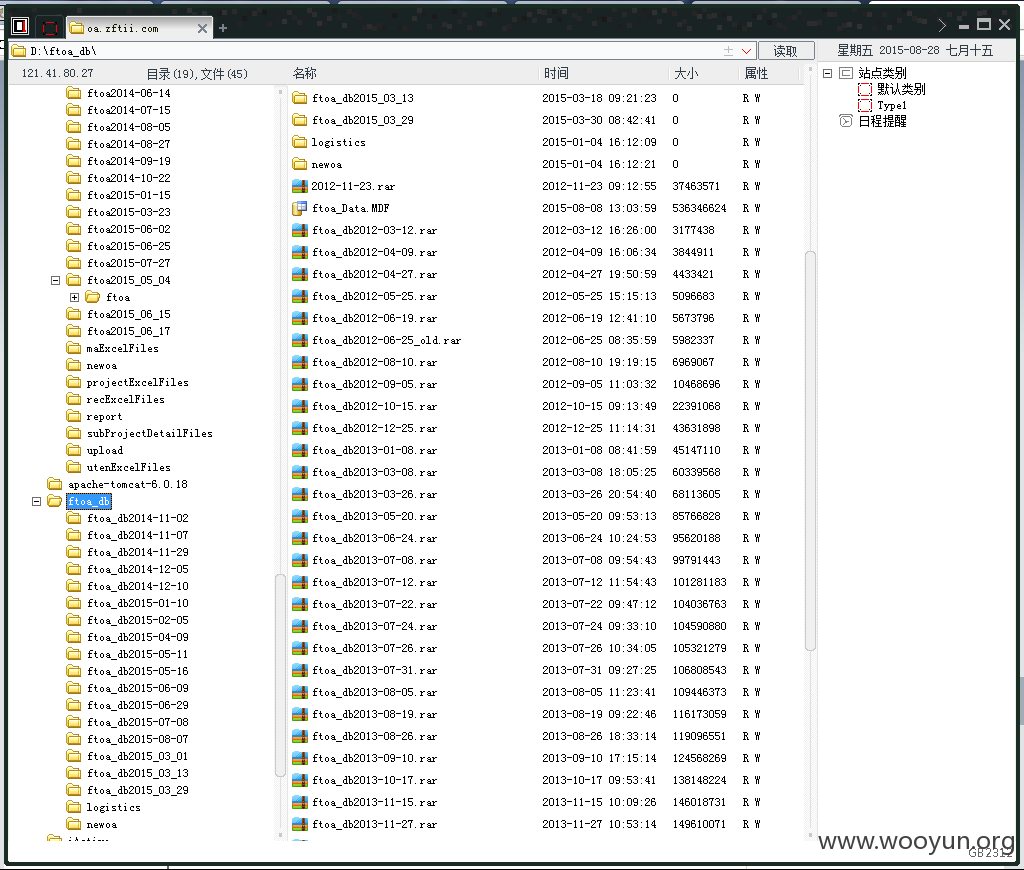 oa.zftii.com
D:\ftoa_db\ 读取 星期五 2015-08-28 七月十五
121.41.80.27 目录(19),文件(45)
ftoa2014-06-14
ftoa2014-07-15
ftoa2014-08-05
ftoa2014-08-27
ftoa2014-09-19
ftoa2014-10-22
ftoa2015-01-15
ftoa2015-03-23
ftoa2015-06-02
ftoa2015-06-25
ftoa2015-07-27
ftoa2015_05_04
ftoa
ftoa2015_06_15
ftoa2015_06_17
maExcelFiles
newoa
projectExcelFiles
recExcelFiles
report
subProjectDetailFiles
upload
utenExcelFiles
apache-tomcat-6.0.18
ftoa_db
ftoa_db2014-11-02
ftoa_db2014-11-07
ftoa_db2014-11-29
ftoa_db2014-12-05
ftoa_db2014-12-10
ftoa_db2015-01-10
ftoa_db2015-02-05
ftoa_db2015-04-09
ftoa_db2015-05-11
ftoa_db2015-05-16
ftoa_db2015-06-09
ftoa_db2015-06-29
ftoa_db2015-07-08
ftoa_db2015-08-07
ftoa_db2015_03_01
ftoa_db2015_03_13
ftoa_db2015_03_29
logistics
newoa
名称 时间 大小 属性
ftoa_db2015_03_13 2015-03-18 09:21:23 0 R W
ftoa_db2015_03_29 2015-03-30 08:42:41 0 R W
logistics 2015-01-04 16:12:09 0 R W
newoa 2015-01-04 16:12:21 0 R W
2012-11-23.rar 2012-11-23 09:12:55 37463571 R W
ftoa_Data.MDF 2015-08-08 13:03:59 536346624 R W
ftoa_db2012-03-12.rar 2012-03-12 16:26:00 3177438 R W
ftoa_db2012-04-09.rar 2012-04-09 16:06:34 3844911 R W
ftoa_db2012-04-27.rar 2012-04-27 19:50:59 4433421 R W
ftoa_db2012-05-25.rar 2012-05-25 15:15:13 5096683 R W
ftoa_db2012-06-19.rar 2012-06-19 12:41:10 5673796 R W
ftoa_db2012-06-25_old.rar 2012-06-25 08:35:59 5982337 R W
ftoa_db2012-08-10.rar 2012-08-10 19:19:15 6969067 R W
ftoa_db2012-09-05.rar 2012-09-05 11:03:32 10468696 R W
ftoa_db2012-10-15.rar 2012-10-15 09:13:49 22391068 R W
ftoa_db2012-12-25.rar 2012-12-25 11:14:31 43631898 R W
ftoa_db2013-01-08.rar 2013-01-08 08:41:59 45147110 R W
ftoa_db2013-03-08.rar 2013-03-08 18:05:25 60339568 R W
ftoa_db2013-03-26.rar 2013-03-26 20:54:40 68113605 R W
ftoa_db2013-05-20.rar 2013-05-20 09:53:13 85766828 R W
ftoa_db2013-06-24.rar 2013-06-24 10:24:53 95620188 R W
ftoa_db2013-07-08.rar 2013-07-08 09:54:43 99791443 R W
ftoa_db2013-07-12.rar 2013-07-12 11:54:43 101281183 R W
ftoa_db2013-07-22.rar 2013-07-22 09:47:12 104036763 R W
ftoa_db2013-07-24.rar 2013-07-24 09:33:10 104590880 R W
ftoa_db2013-07-26.rar 2013-07-26 10:34:05 105321279 R W
ftoa_db2013-07-31.rar 2013-07-31 09:27:25 106808543 R W
ftoa_db2013-08-05.rar 2013-08-05 11:23:41 109446373 R W
ftoa_db2013-08-19.rar 2013-08-19 09:22:46 116173059 R W
ftoa_db2013-08-26.rar 2013-08-26 18:33:14 119096551 R W
ftoa_db2013-09-10.rar 2013-09-10 17:15:14 124568269 R W
ftoa_db2013-10-17.rar 2013-10-17 09:53:41 138148224 R W
ftoa_db2013-11-15.rar 2013-11-15 10:09:26 146018731 R W
ftoa_db2013-11-27.rar 2013-11-27 10:53:14 149610071 R W
站点类别
默认类别
Type1
日程提醒
www.wooyun.org
GB2312